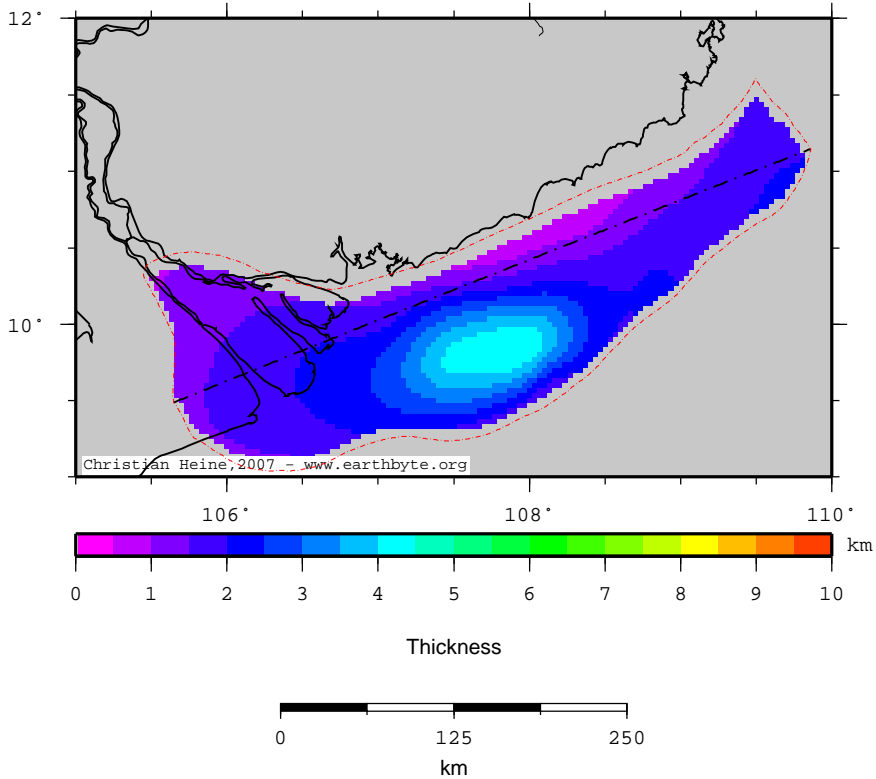 12°
10°
Christian Heine,2007 - www.earthbyte.org
106° 108° 110°
km
0 1 2 3 4 5 6 7 8 9 10
Thickness
0 125 250
km